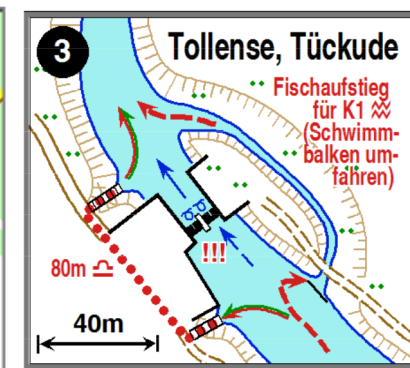 3
Tollense, Tückude
Fischaufstieg
für K1
(Schwimm-
balken um-
fahren)
!!!
80m
40m